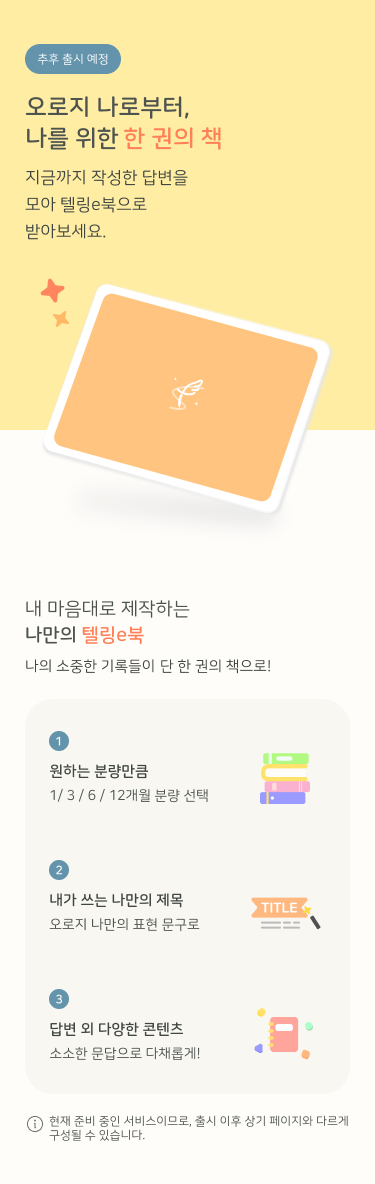 추후 출시 예정
오로지 나로부터,
나를 위한 한 권의 책
지금까지 작성한 답변을
모아 텔링e북으로
받아보세요.
내 마음대로 제작하는
나만의 텔링e북
나의 소중한 기록들이 단 한 권의 책으로!
1
원하는 분량만큼
1/ 3 / 6 / 12개월 분량 선택
2
내가 쓰는 나만의 제목
오로지 나만의 표현 문구로
TITLE
3
답변 외 다양한 콘텐츠
소소한 문답으로 다채롭게!
현재 준비 중인 서비스이므로, 출시 이후 상기 페이지와 다르게
구성될 수 있습니다.